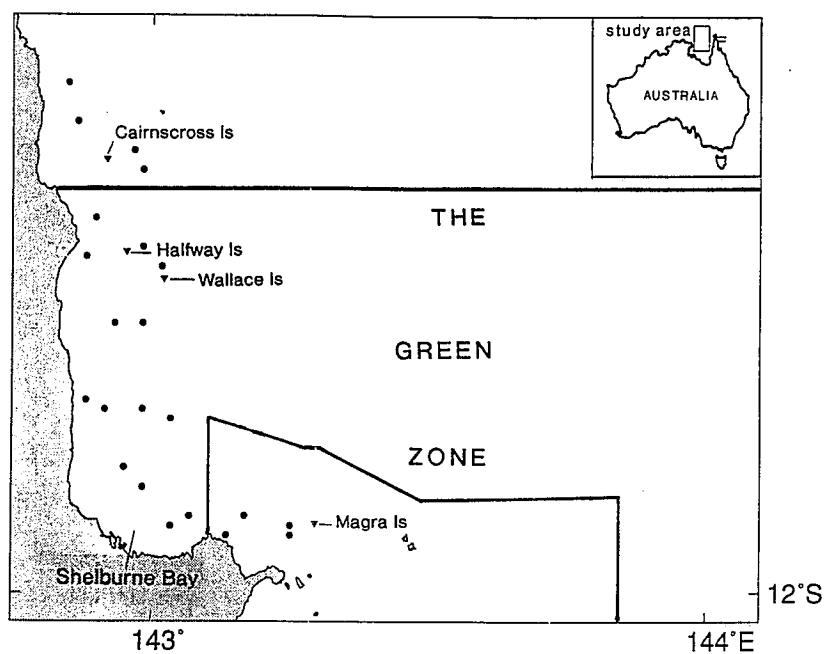 study area
AUSTRALIA
Cairnscross Is
THE
Halfway Is
Wallace Is
GREEN
ZONE
Magra Is
Shelburne Bay
12°S
143°
144°E